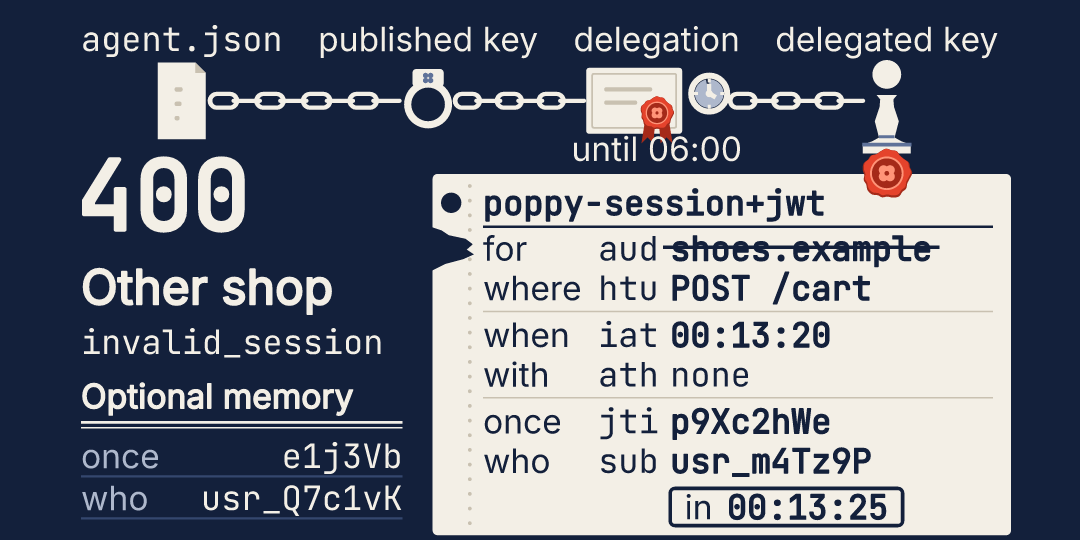 agent.json published key delegation delegated key
until 06:00
400
Other shop
invalid_session
Optional memory
once e1j3Vb
who usr_Q7c1vK
poppy-session+jwt
for aud shoes.example
where htu POST /cart
when iat 00:13:20
with ath none
once jti p9Xc2hWe
who sub usr_m4Tz9P
in 00:13:25